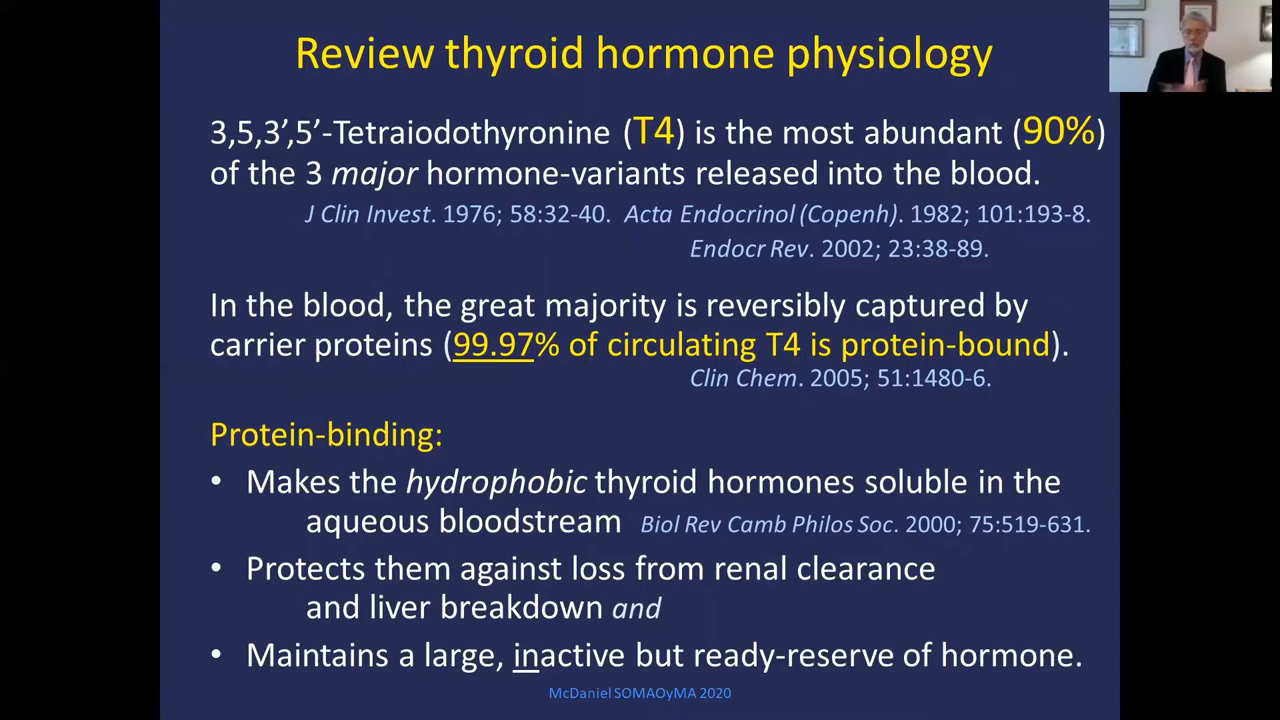 Review thyroid hormone physiology
3,5,3’,5’-Tetraiodothyronine (T4) is the most abundant (90%)
of the 3 major hormone-variants released into the blood.
J Clin Invest. 1976; 58:32-40. Acta Endocrinol (Copenh). 1982; 101:193-8.
Endocr Rev. 2002; 23:38-89.
In the blood, the great majority is reversibly captured by
carrier proteins (99.97% of circulating T4 is protein-bound).
Clin Chem. 2005; 51:1480-6.
Protein-binding:
• Makes the hydrophobic thyroid hormones soluble in the
aqueous bloodstream Biol Rev Camb Philos Soc. 2000; 75:519-631.
• Protects them against loss from renal clearance
and liver breakdown and
• Maintains a large, inactive but ready-reserve of hormone.
McDaniel SOMAOyMA 2020